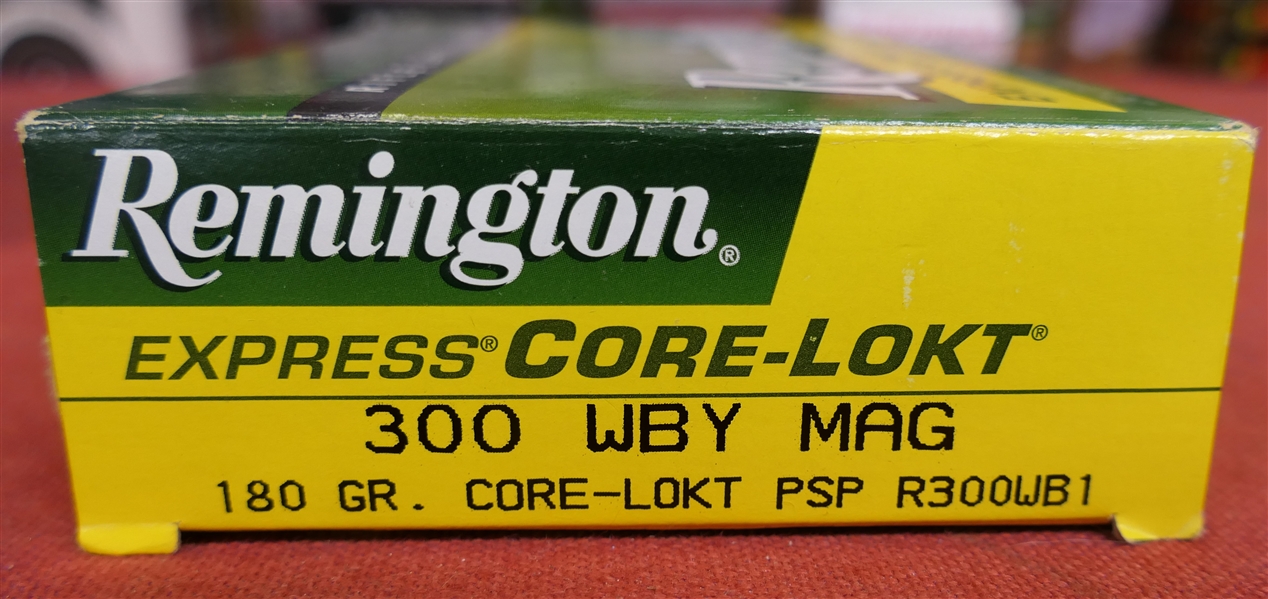 Remington®
EXPRESS® CORE-LOKT®
300 WBY MAG
180 GR. CORE-LOKT PSP R300WB1